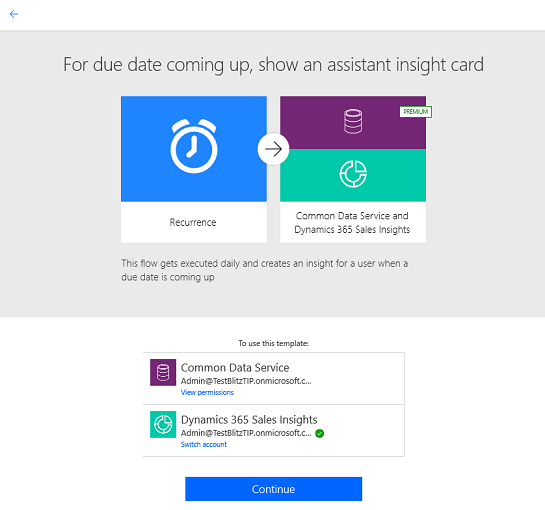 For due date coming up, show an assistant insight card
PREMIUM
Recurrence
Common Data Service and
Dynamics 365 Sales Insights
This flow gets executed daily and creates an insight for a user when a
due date is coming up
To use this template:
Common Data Service
Admin@TestBlitzTIP.onmicrosoft.c...
View permissions
Dynamics 365 Sales Insights
Admin@TestBlitzTIP.onmicrosoft.c...
Switch account
Continue